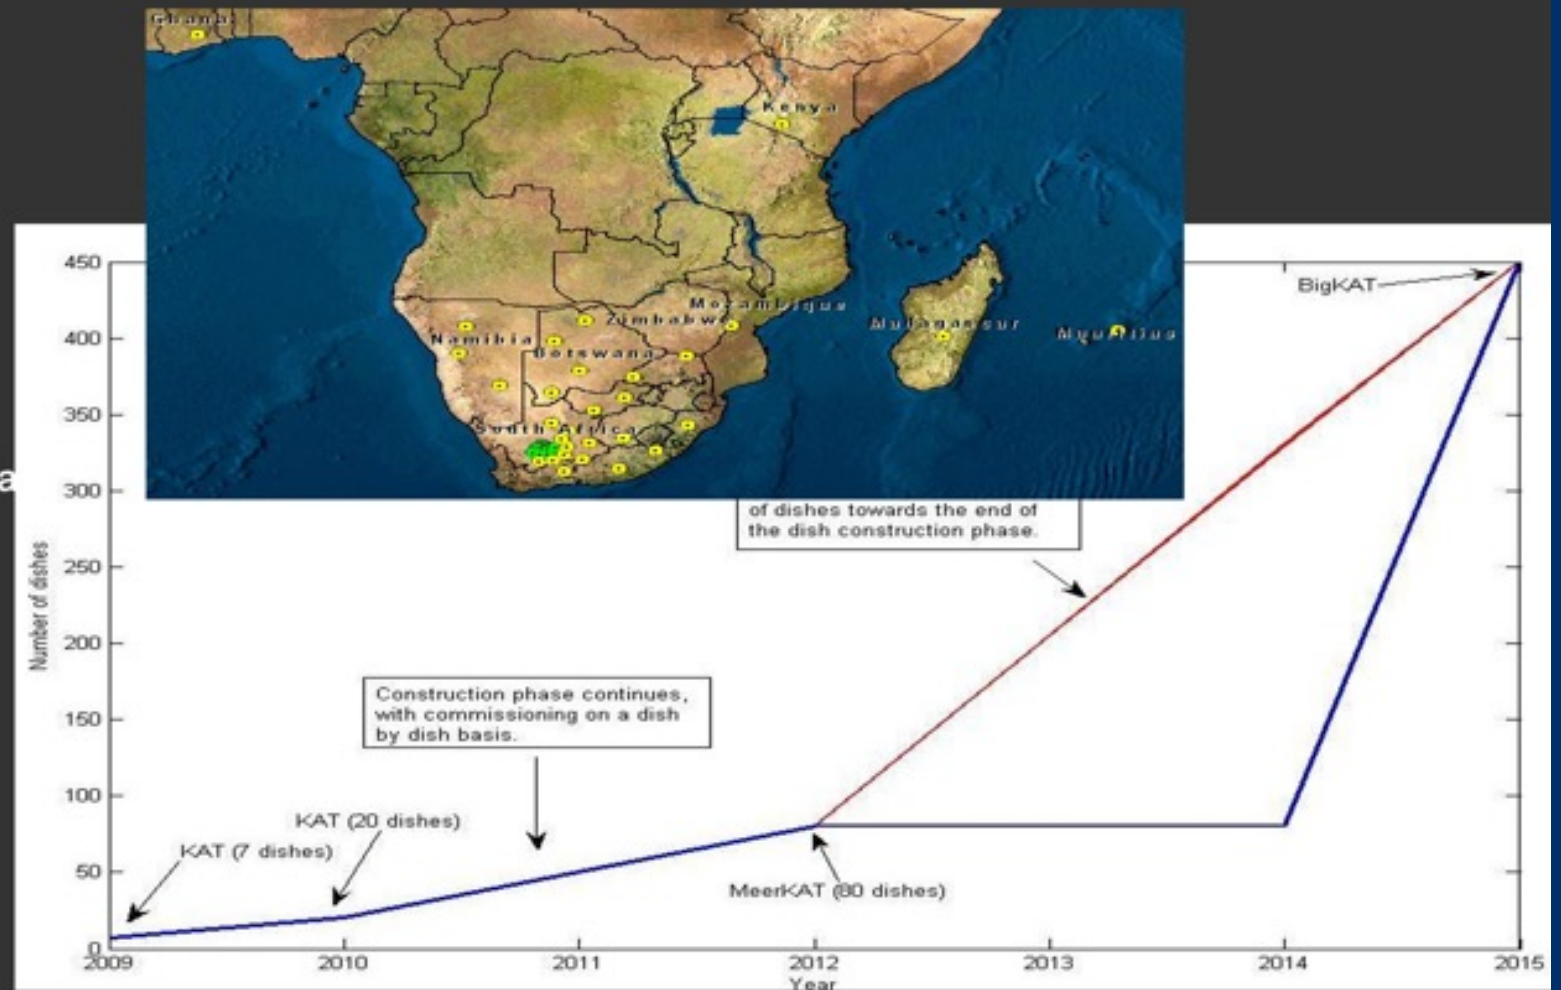 Kenya
Mozambique
Zimbabwe
Namibia
Botswana
South Africa
450
400
350
300
250
200
150
100
50
0
Number of dishes
BigKAT
of dishes towards the end of
the dish construction phase.
Construction phase continues,
with commissioning on a dish
by dish basis.
KAT (20 dishes)
KAT (7 dishes)
MeerKAT (80 dishes)
2009
2010
2011
2012
2013
2014
2015
Year